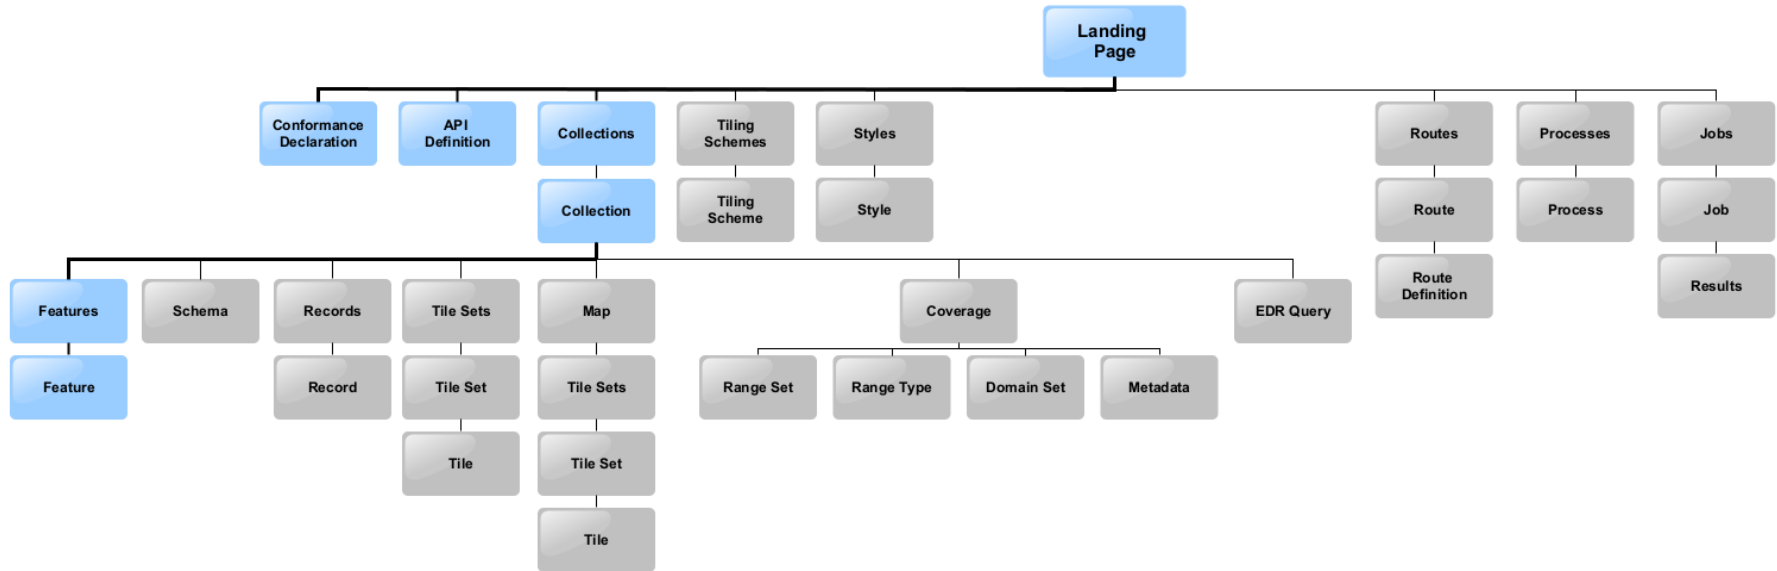 Landing
Page
Conformance
Declaration
API
Definition
Collections
Tiling
Schemes
Styles
Routes
Processes
Jobs
Collection
Tiling
Scheme
Style
Route
Process
Job
Features
Schema
Records
Tile Sets
Map
Coverage
EDR Query
Route
Definition
Results
Feature
Record
Tile Set
Tile Sets
Range Set
Range Type
Domain Set
Metadata
Tile
Tile Set
Tile